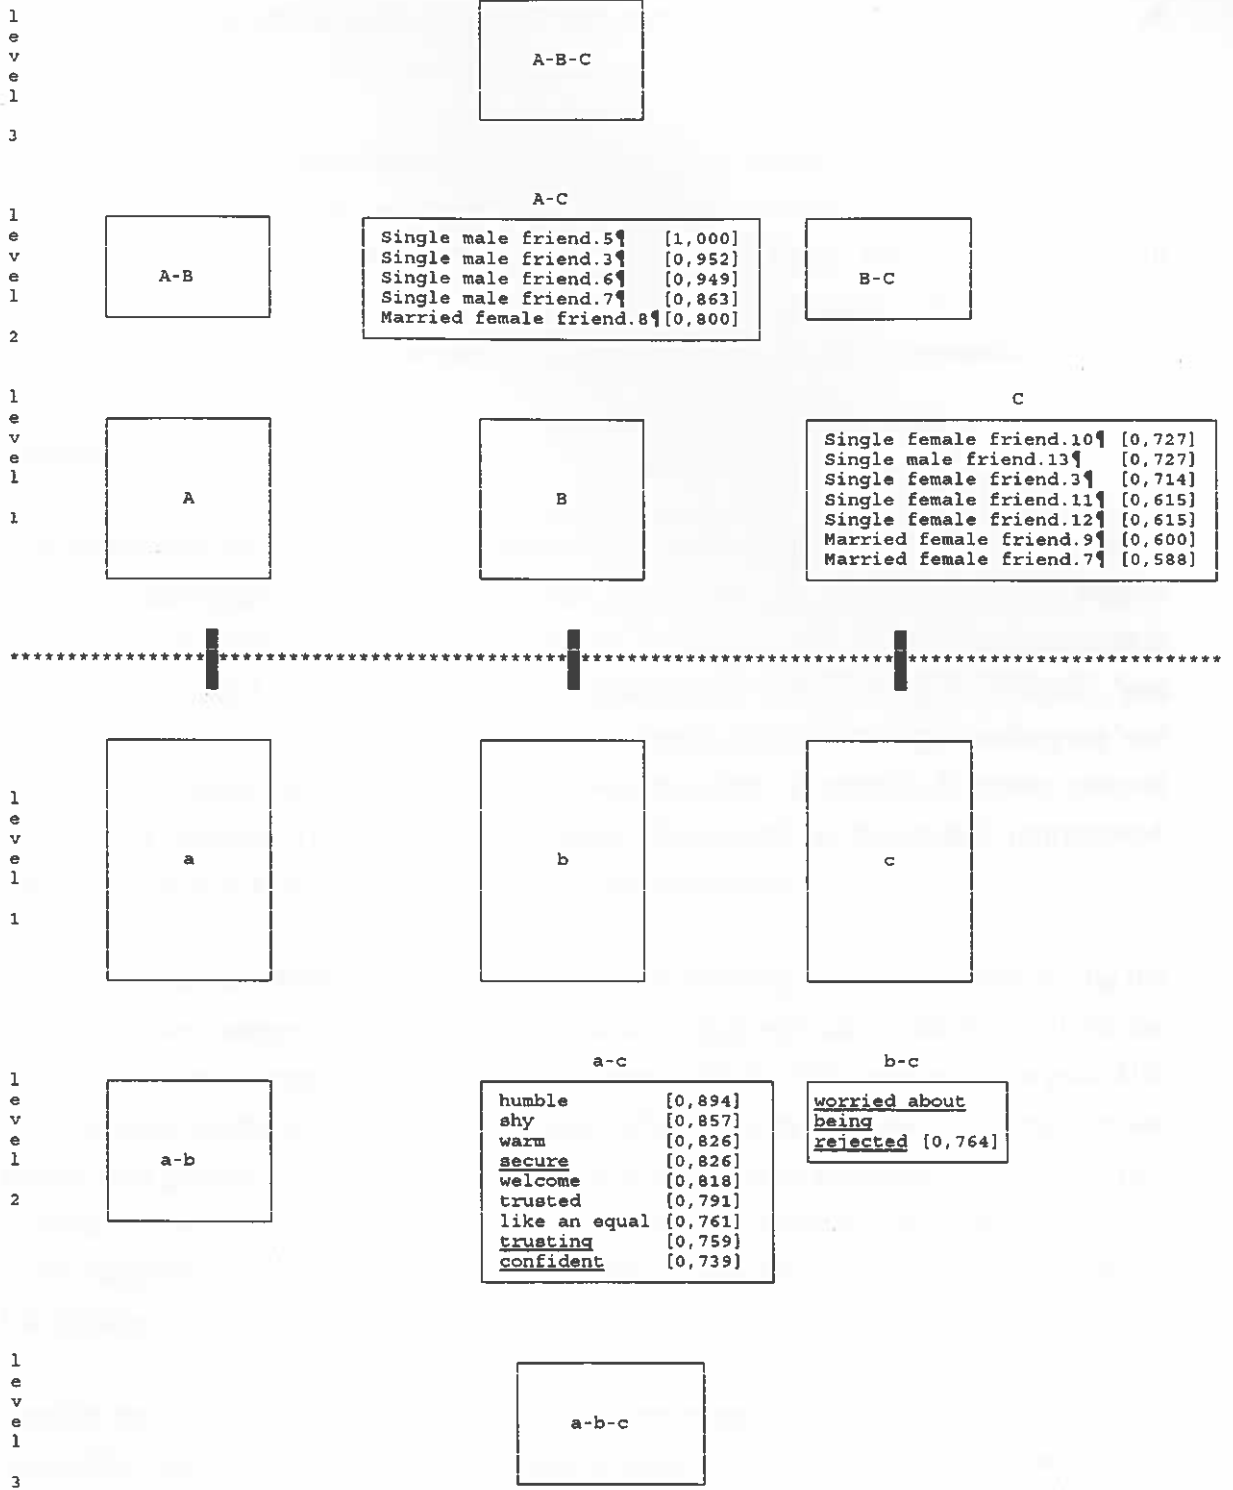 level 3
A-B-C
A-C
level 2
A-B
Single male friend.5¶ [1,000]
Single male friend.3¶ [0,952]
Single male friend.6¶ [0,949]
Single male friend.7¶ [0,863]
Married female friend.8¶ [0,800]
B-C
C
level 1
A
B
Single female friend.10¶ [0,727]
Single male friend.13¶ [0,727]
Single female friend.3¶ [0,714]
Single female friend.11¶ [0,615]
Single female friend.12¶ [0,615]
Married female friend.9¶ [0,600]
Married female friend.7¶ [0,588]
level 1
a
b
c
a-c
b-c
level 2
a-b
humble [0,894]
shy [0,857]
warm [0,826]
secure [0,826]
welcome [0,818]
trusted [0,791]
like an equal [0,761]
trusting [0,759]
confident [0,739]
worried about
being
rejected [0,764]
level 3
a-b-c